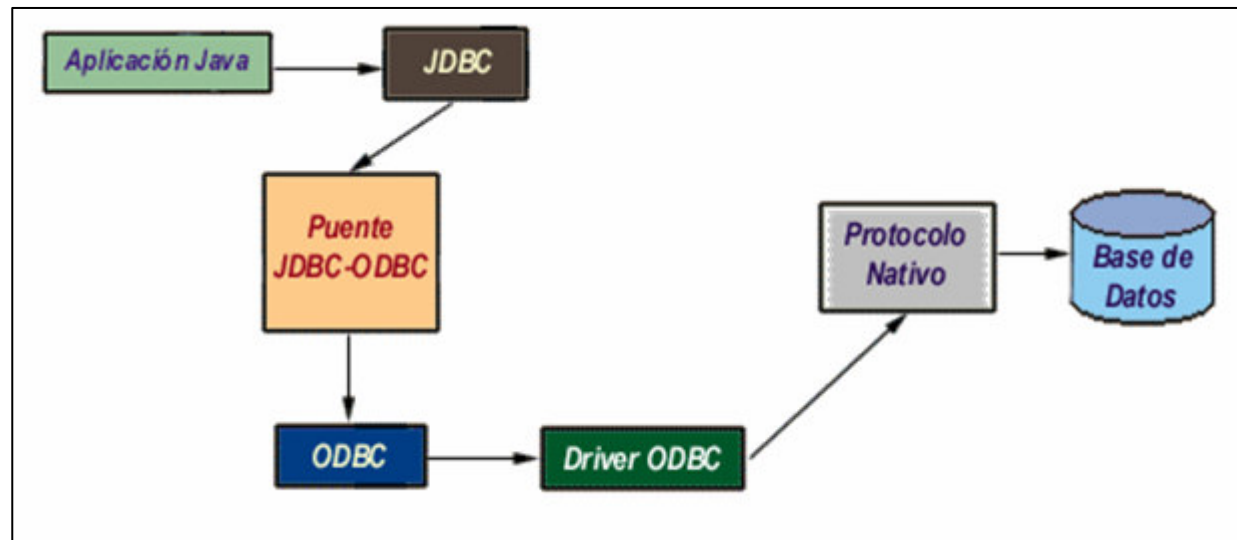 Aplicación Java
JDBC
Puente
JDBC-ODBC
ODBC
Driver ODBC
Protocolo
Nativo
Base de
Datos